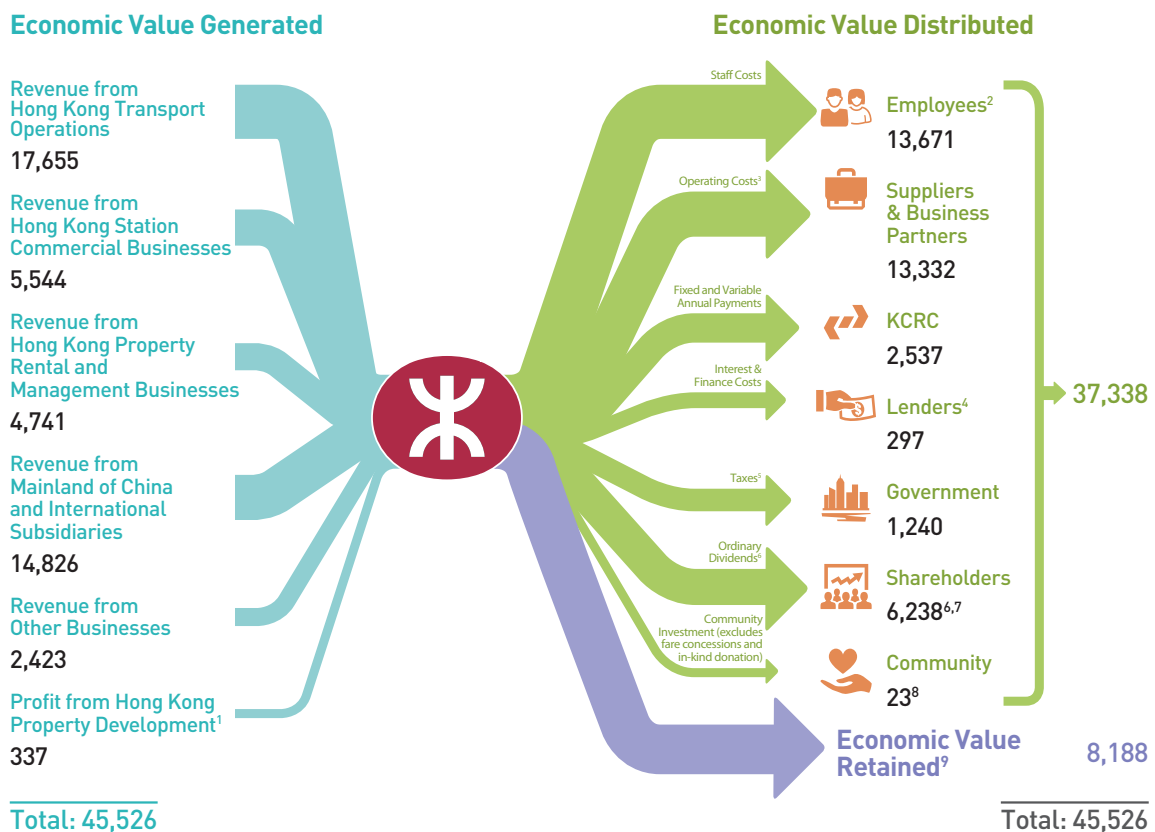 Economic Value Generated
Revenue from
Hong Kong Transport
Operations
17,655
Revenue from
Hong Kong Station
Commercial Businesses
5,544
Revenue from
Hong Kong Property
Rental and
Management Businesses
4,741
Revenue from
Mainland of China
and International
Subsidiaries
14,826
Revenue from
Other Businesses
2,423
Profit from Hong Kong
Property Development¹
337
Total: 45,526
Economic Value Distributed
Staff Costs
Employees²
13,671
Operating Costs³
Suppliers
& Business
Partners
13,332
Fixed and Variable
Annual Payments
KCRC
2,537
Interest &
Finance Costs
Lenders⁴
297
Taxes⁵
Government
1,240
Ordinary
Dividends⁶
Shareholders
6,238⁶,⁷
Community
Investment (excludes
fare concessions and
in-kind donation)
Community
23⁸
37,338
Economic Value
Retained⁹
8,188
Total: 45,526